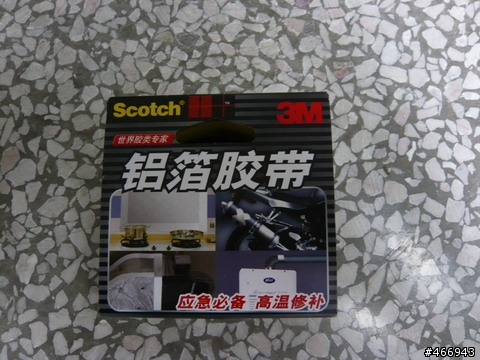 Scotch
3M
世界胶类专家
铝箔胶带
应急必备 高温修补
#466943